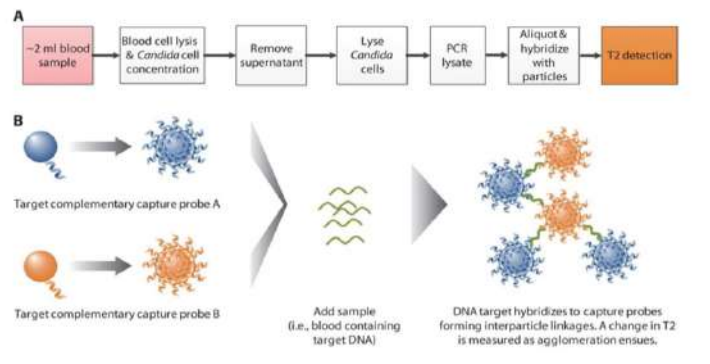 A
~2 ml blood
sample
Blood cell lysis
& Candida cell
concentration
Remove
supernatant
Lyse
Candida
cells
PCR
lysate
Aliquot &
hybridize
with
particles
T2 detection
B
Target complementary capture probe A
Target complementary capture probe B
Add sample
(i.e., blood containing
target DNA)
DNA target hybridizes to capture probes
forming interparticle linkages. A change in T2
is measured as agglomeration ensues.